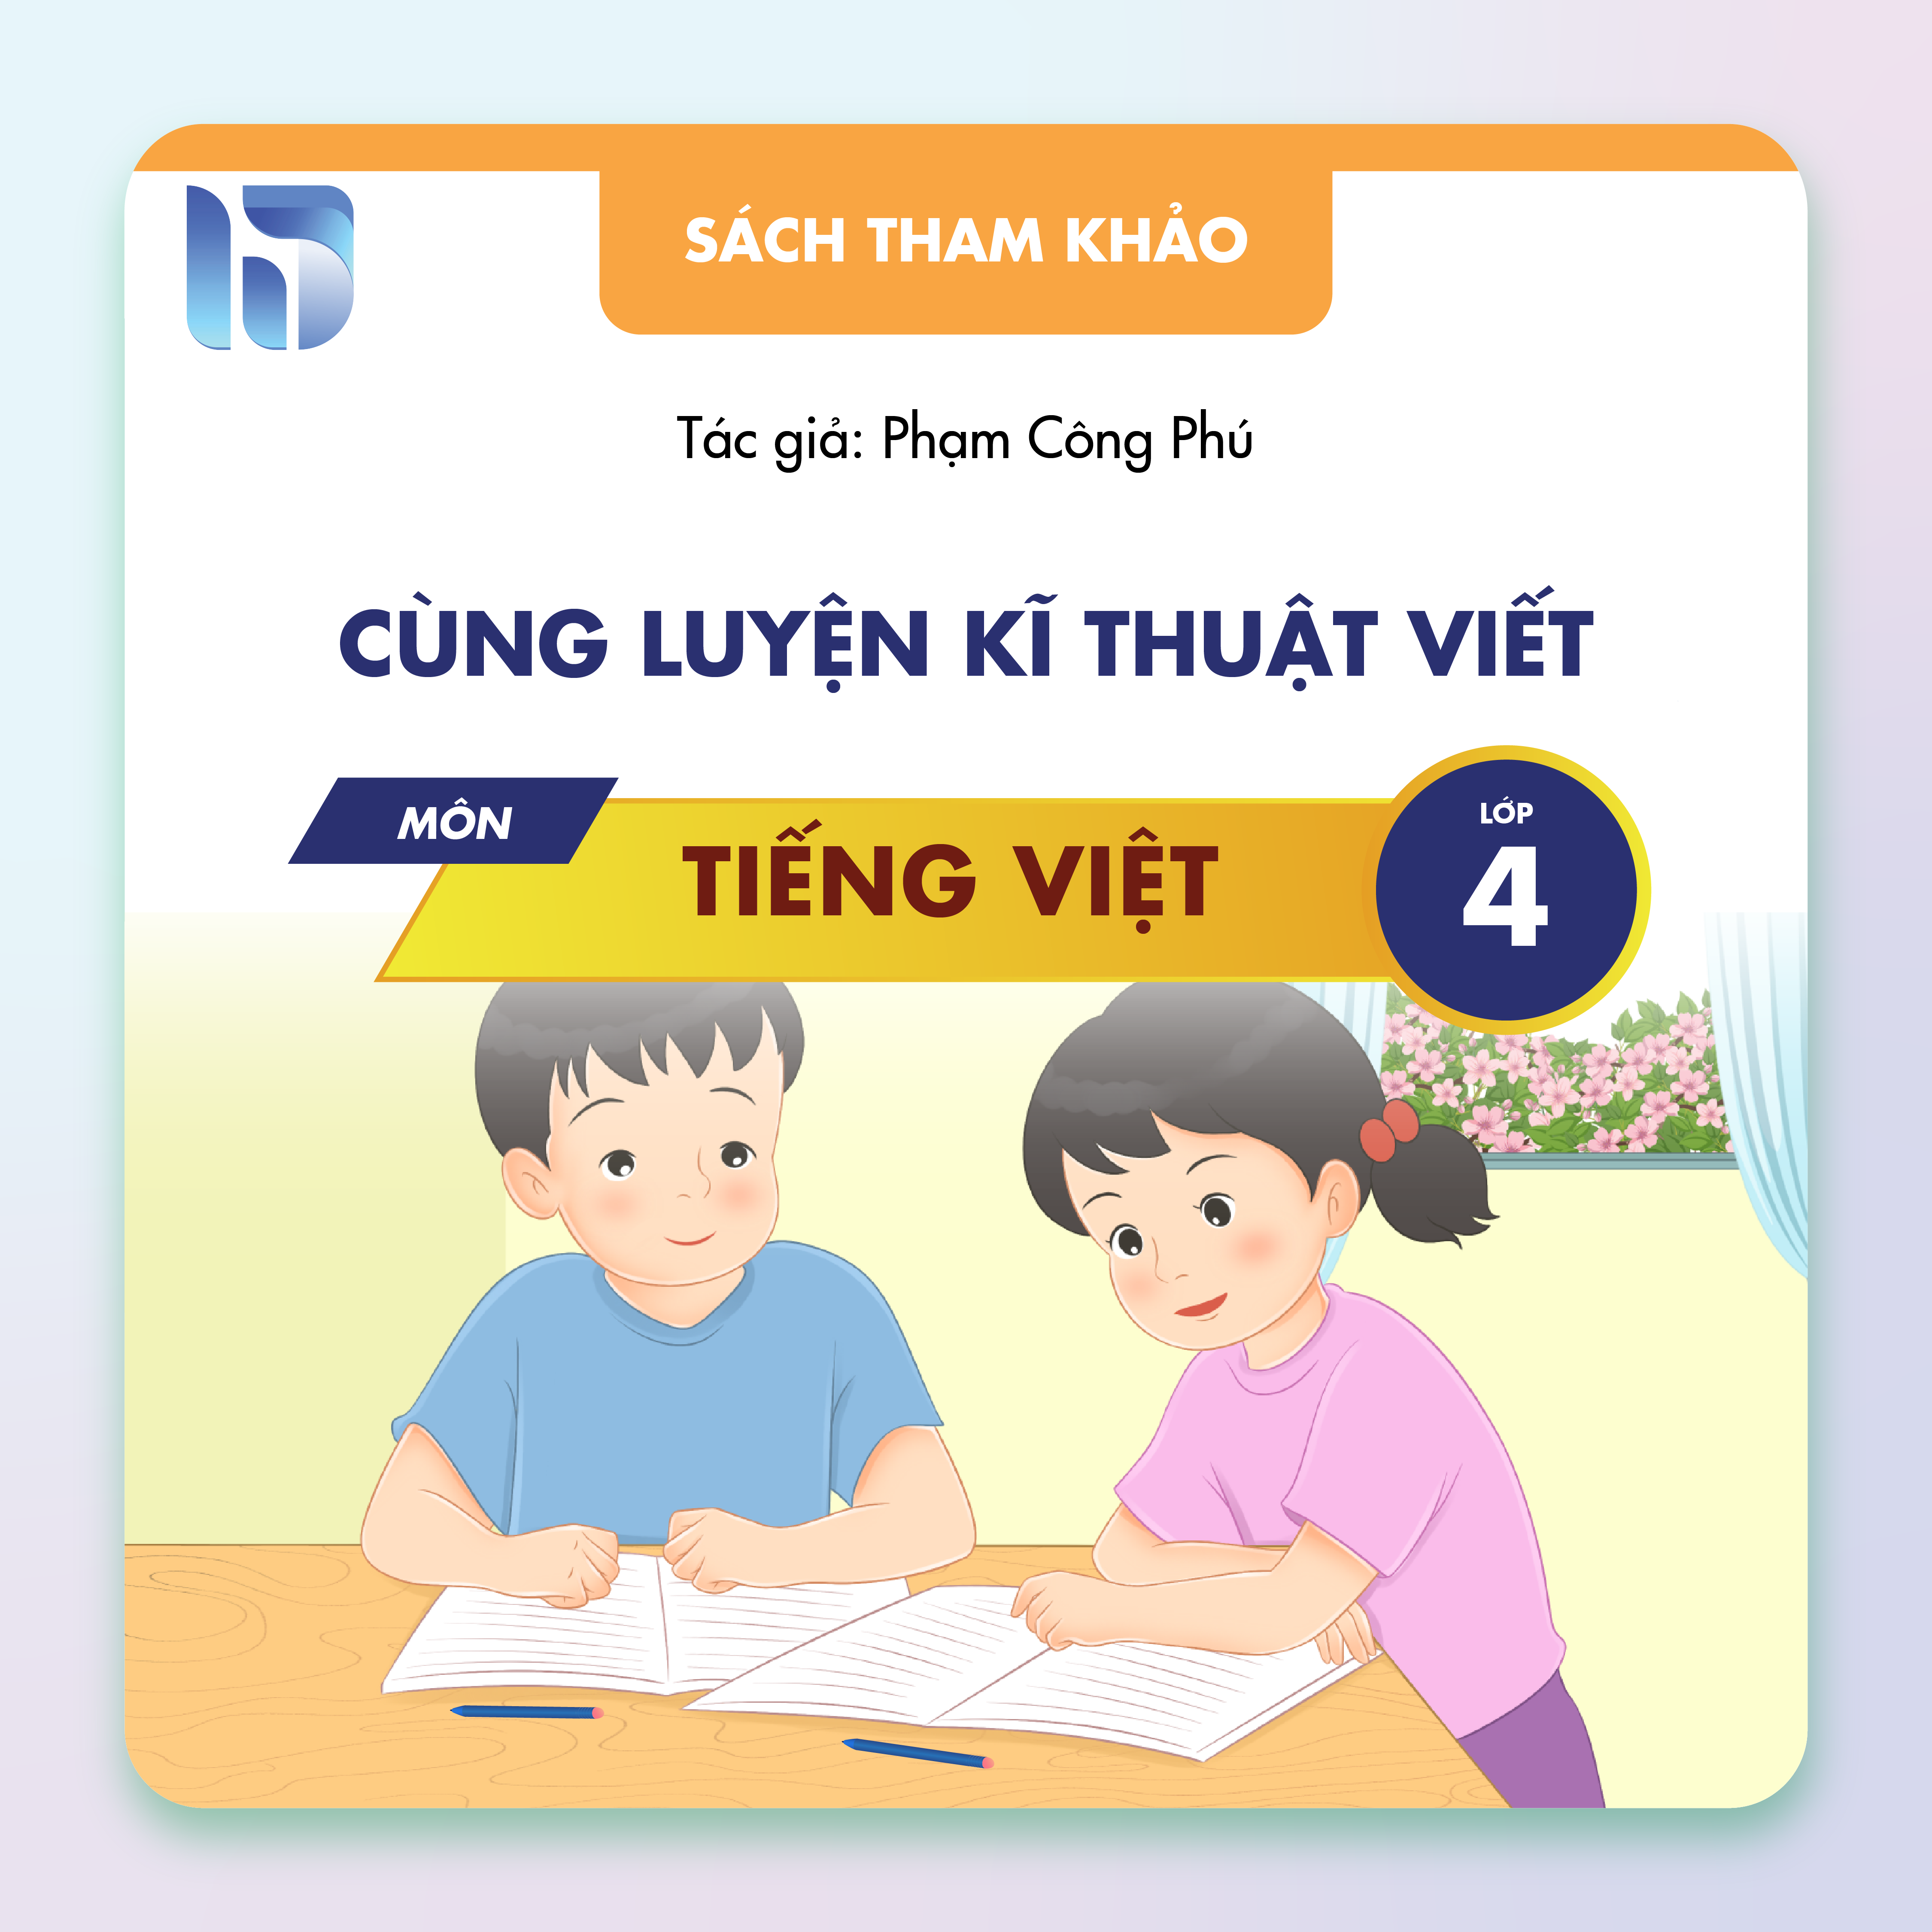 SÁCH THAM KHẢO
Tác giả: Phạm Công Phú
CÙNG LUYỆN KĨ THUẬT VIẾT
MÔN
TIẾNG VIỆT
LỚP
4